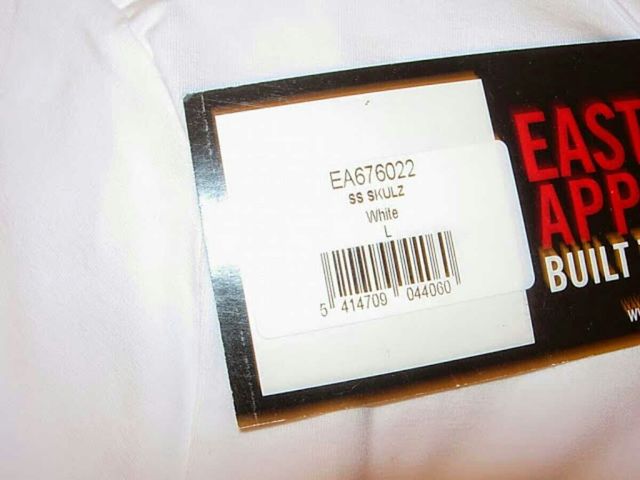 EA676022
SS SKULZ
White
L
5 414709 044060
EAST
APP
BUILT